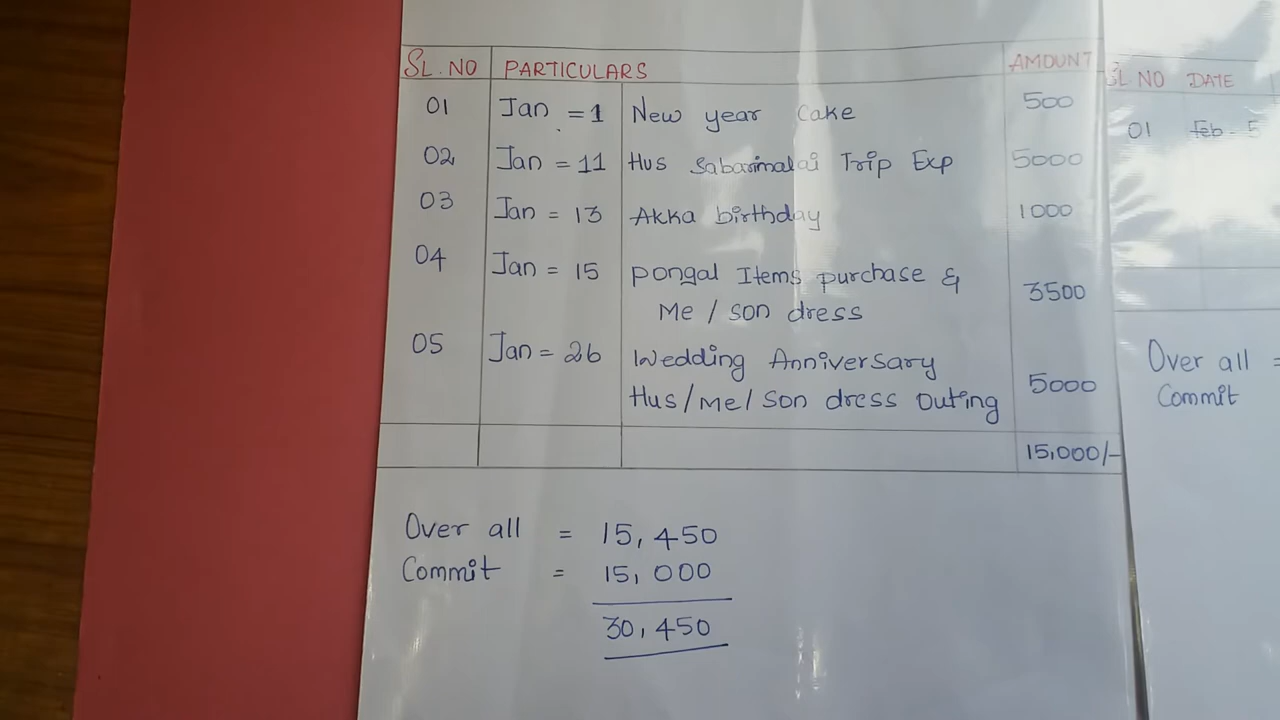 SL. NO PARTICULARS AMOUNT
01 Jan = 1 New year cake 500
02 Jan = 11 Hus Sabarimalai Trip Exp 5000
03 Jan = 13 Akka birthday 1000
04 Jan = 15 Pongal Items purchase &
Me / son dress 3500
05 Jan = 26 Wedding Anniversary
Hus/Me/Son dress Outing 5000
15,000/-
Over all = 15,450
Commit = 15,000
30,450
SL NO DATE
01 Feb - 5
Over all =
Commit